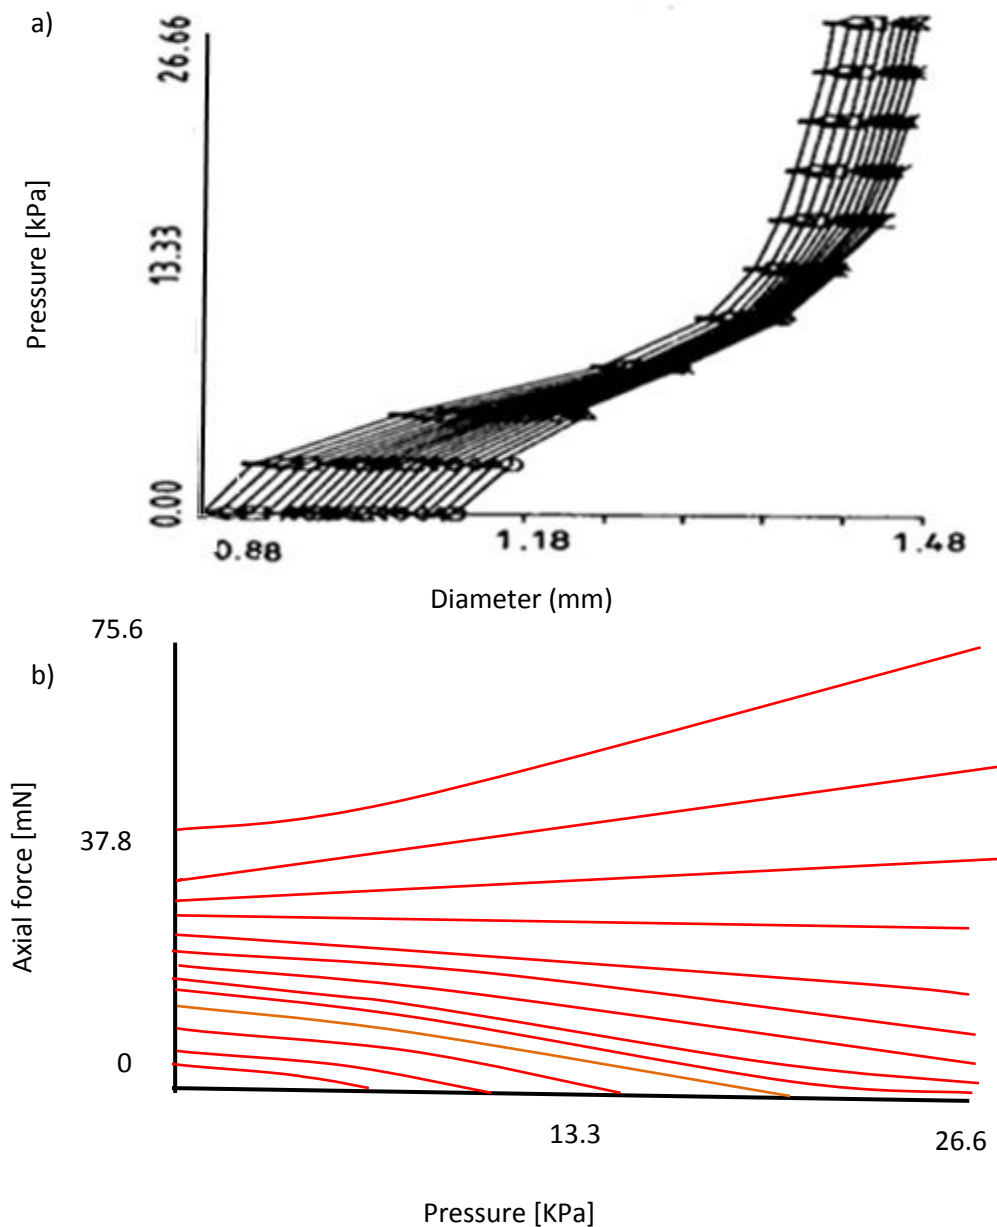 a)
26.66
Pressure [kPa]
13.33
0.00
0.88
1.18
1.48
Diameter (mm)
75.6
b)
Axial force [mN]
37.8
0
13.3
26.6
Pressure [KPa]